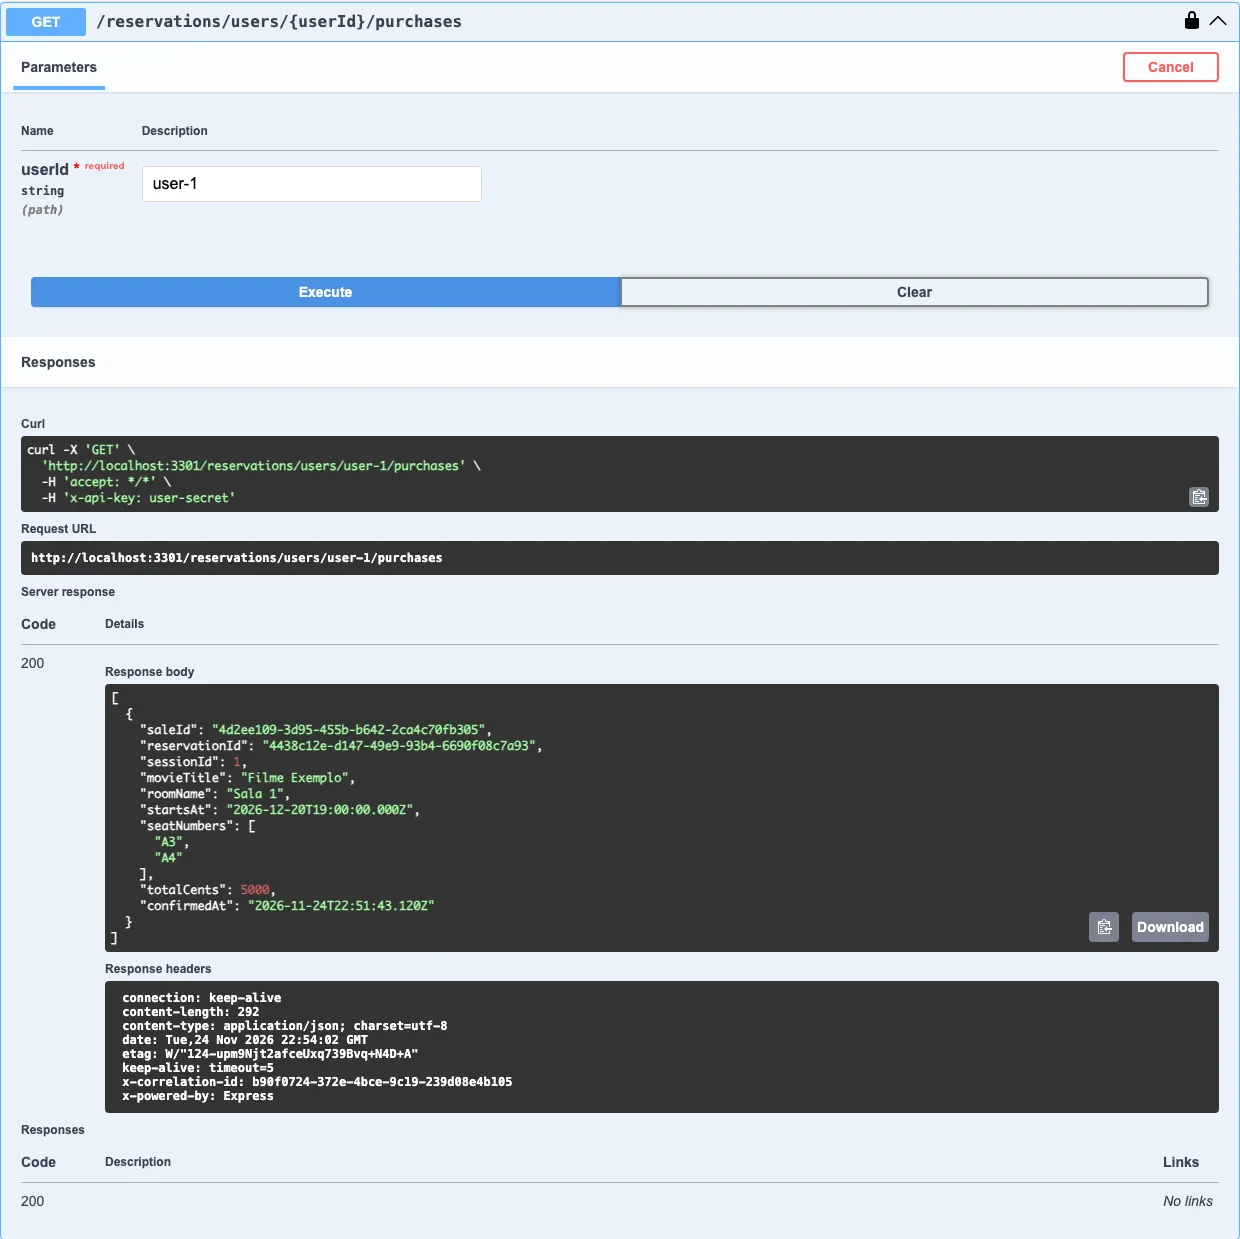 GET /reservations/users/{userId}/purchases
Parameters
Cancel
Name Description
userId * required
string
(path)
user-1
Execute
Clear
Responses
Curl
curl -X 'GET' \
'http://localhost:3301/reservations/users/user-1/purchases' \
-H 'accept: */*' \
-H 'x-api-key: user-secret'
Request URL
http://localhost:3301/reservations/users/user-1/purchases
Server response
Code Details
200
Response body
[
{
"saleId": "4d2ee109-3d95-455b-b642-2ca4c70fb305",
"reservationId": "4438c12e-d147-49e9-93b4-6690f08c7a93",
"sessionId": 1,
"movieTitle": "Filme Exemplo",
"roomName": "Sala 1",
"startsAt": "2026-12-20T19:00:00.000Z",
"seatNumbers": [
"A3",
"A4"
],
"totalCents": 5000,
"confirmedAt": "2026-11-24T22:51:43.120Z"
}
]
Download
Response headers
connection: keep-alive
content-length: 292
content-type: application/json; charset=utf-8
date: Tue,24 Nov 2026 22:54:02 GMT
etag: W/"124-upm9Njt2afceUxq739Bvq+N4D+A"
keep-alive: timeout=5
x-correlation-id: b90f0724-372e-4bce-9c19-239d08e4b105
x-powered-by: Express
Responses
Code Description Links
200 No links